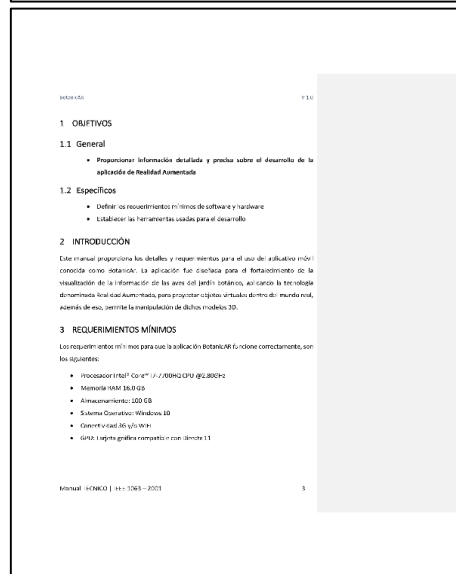 BotanicAR V 1.0
1 OBJETIVOS
1.1 General
• Proporcionar información detallada y precisa sobre el desarrollo de la
aplicación de Realidad Aumentada
1.2 Específicos
• Definir los requerimientos mínimos de software y hardware
• Establecer las herramientas usadas para el desarrollo
2 INTRODUCCIÓN
Este manual proporciona los detalles y requerimientos para el uso del aplicativo móvil
conocida como BotanicAr. La aplicación fue diseñada para el fortalecimiento de la
visualización de la información de las aves del jardín botánico, aplicando la tecnología
denominada Realidad Aumentada, para proyectar objetos virtuales dentro del mundo real,
además de eso, permite la manipulación de dichos modelos 3D.
3 REQUERIMIENTOS MÍNIMOS
Los requerimientos mínimos para que la aplicación BotanicAR funcione correctamente, son
los siguientes:
• Procesador Intel® Core™ i7-7700HQ CPU @2.80GHz
• Memoria RAM 16.0 GB
• Almacenamiento: 100 GB
• Sistema Operativo: Windows 10
• Conectividad 3G y/o WIFI
• GPU: Tarjeta gráfica compatible con Directx 11
Manual TECNICO | IEEE 1063 – 2001 3